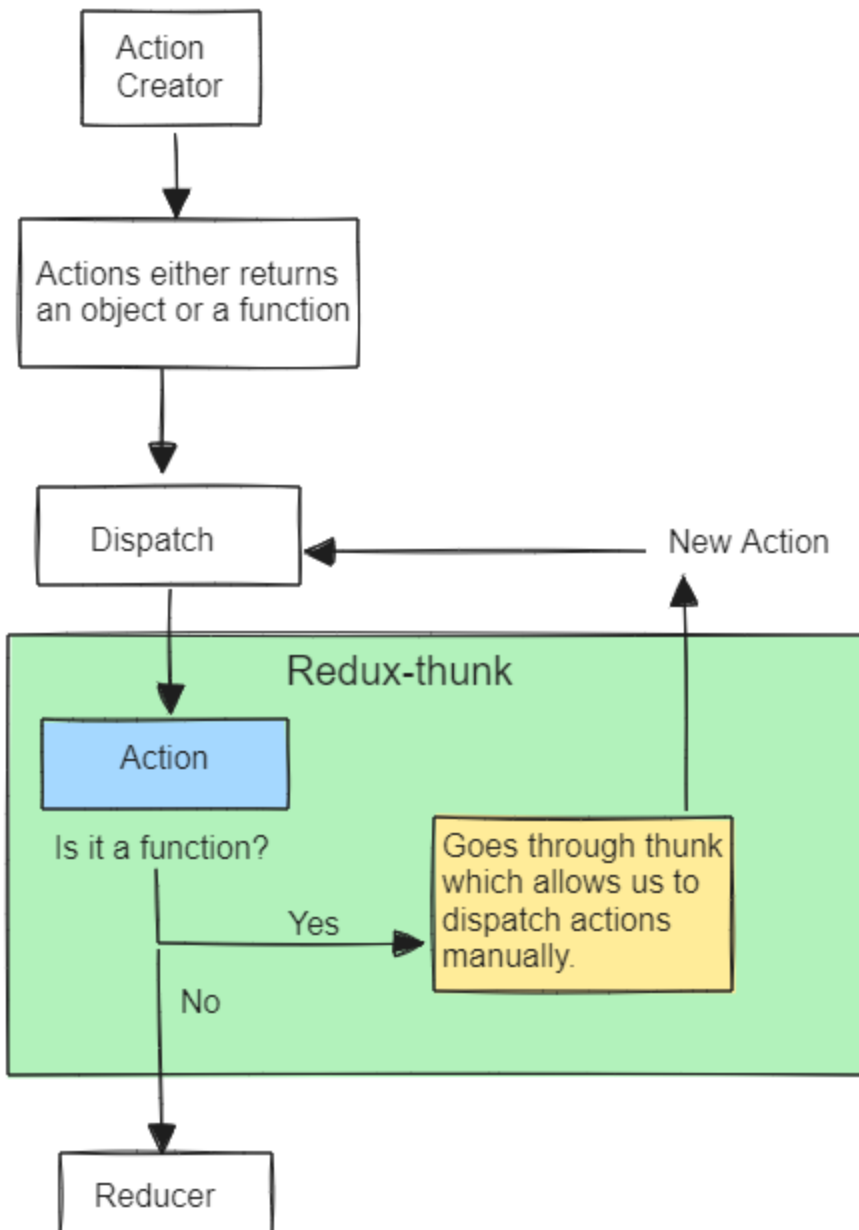 Action
Creator
Actions either returns
an object or a function
Dispatch
New Action
Redux-thunk
Action
Is it a function?
Goes through thunk
which allows us to
dispatch actions
manually.
Yes
No
Reducer